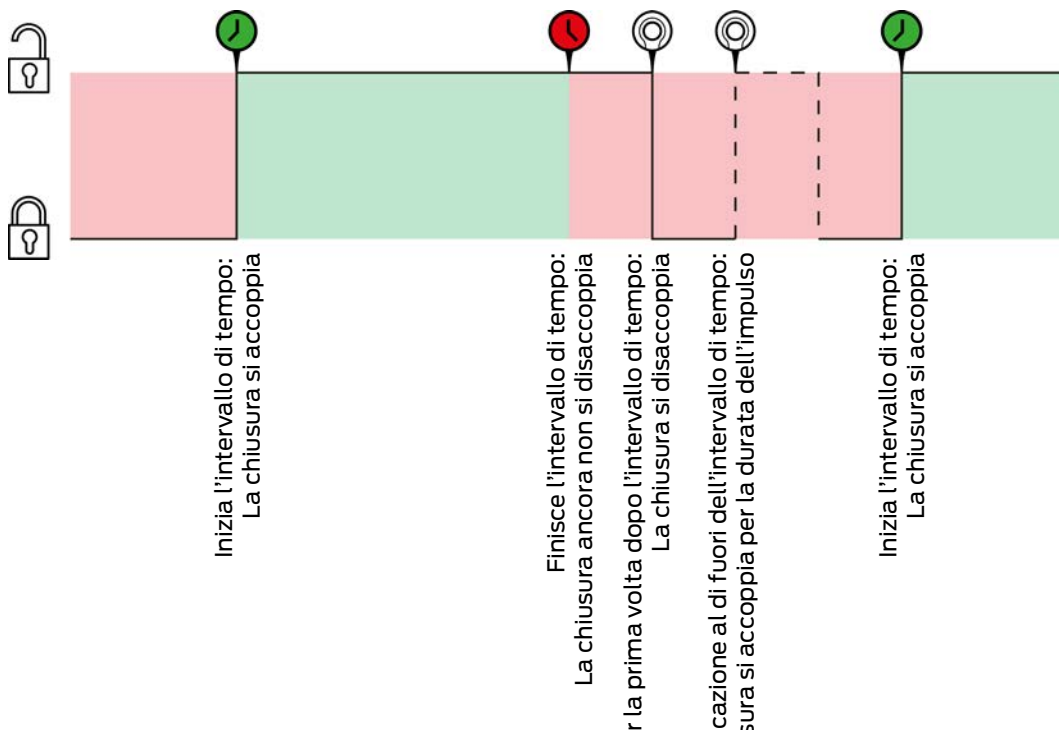 Inizia l'intervallo di tempo:
La chiusura si accoppia
Finisce l'intervallo di tempo:
La chiusura ancora non si disaccoppia
la prima volta dopo l'intervallo di tempo:
La chiusura si disaccoppia
al di fuori dell'intervallo di tempo:
si accoppia per la durata dell'impulso
Inizia l'intervallo di tempo:
La chiusura si accoppia